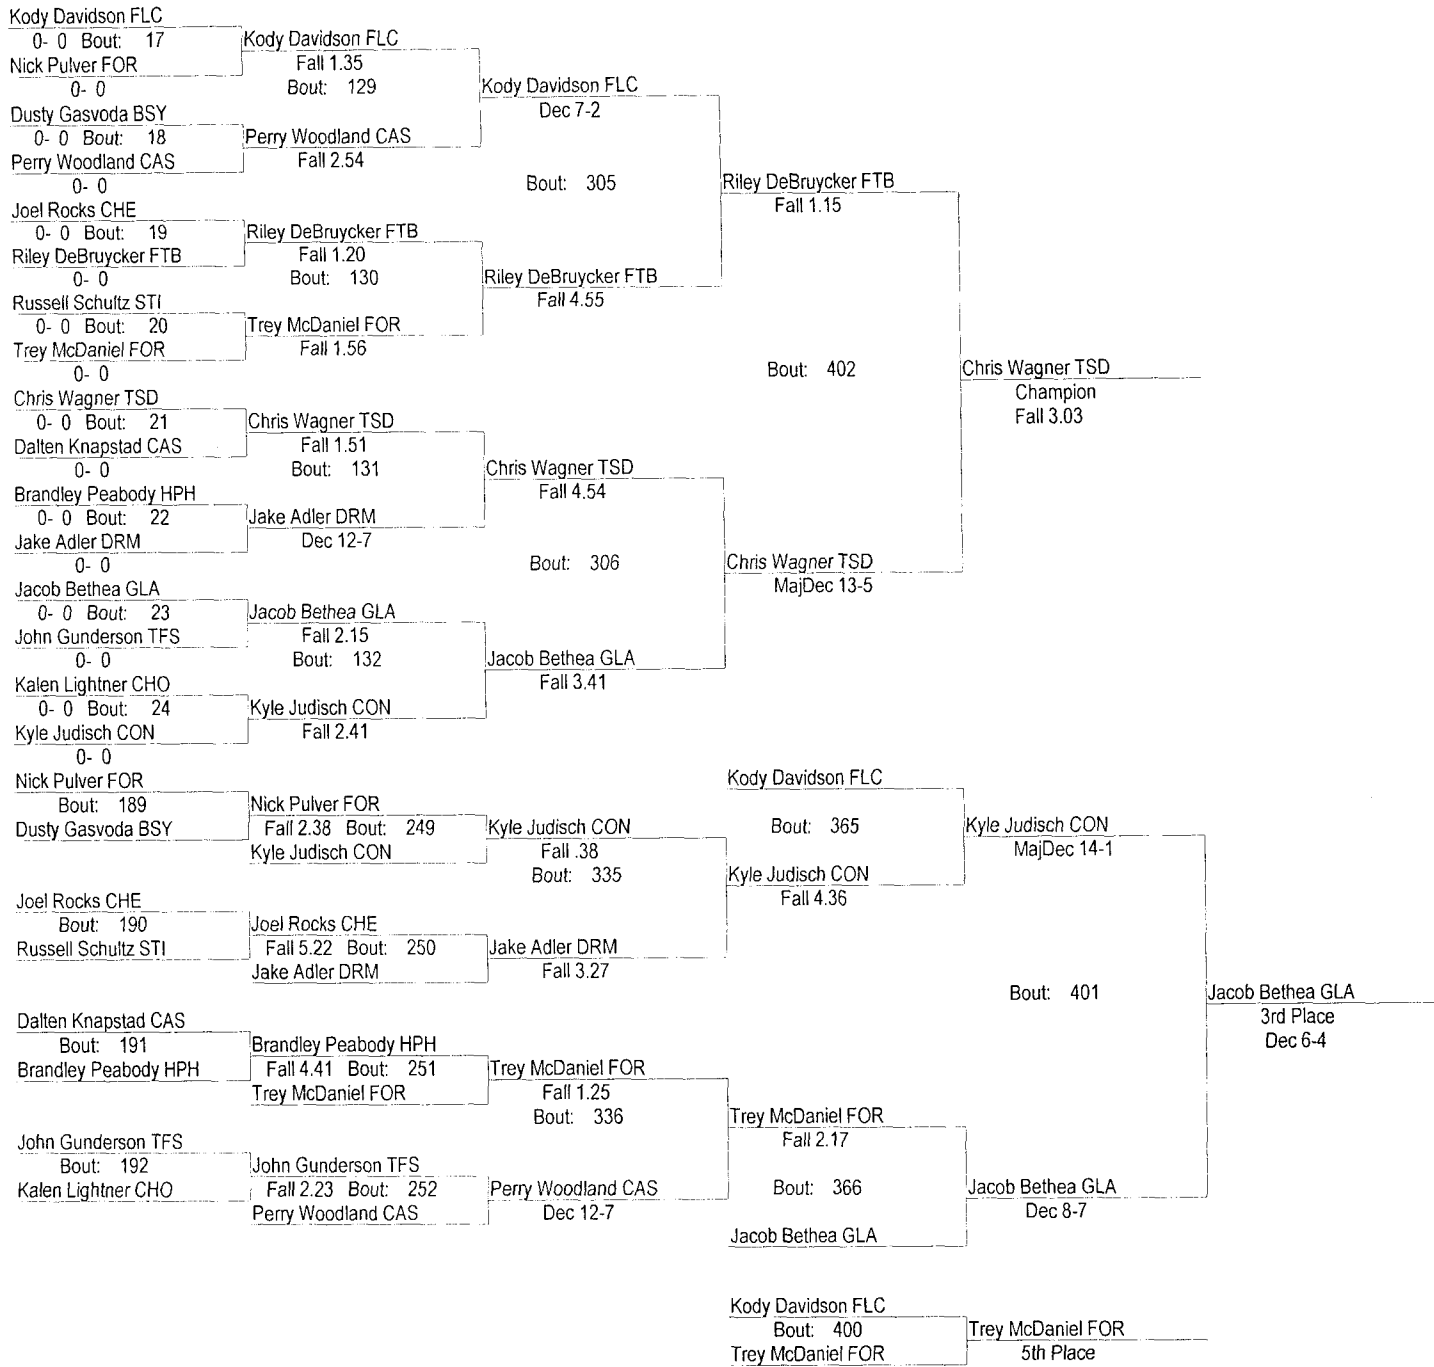 Kody Davidson FLC
0- 0 Bout: 17
Nick Pulver FOR
0- 0
Dusty Gasvoda BSY
0- 0 Bout: 18
Perry Woodland CAS
0- 0
Joel Rocks CHE
0- 0 Bout: 19
Riley DeBruycker FTB
0- 0
Russell Schultz STI
0- 0 Bout: 20
Trey McDaniel FOR
0- 0
Chris Wagner TSD
0- 0 Bout: 21
Dalten Knapstad CAS
0- 0
Brandley Peabody HPH
0- 0 Bout: 22
Jake Adler DRM
0- 0
Jacob Bethea GLA
0- 0 Bout: 23
John Gunderson TFS
0- 0
Kalen Lightner CHO
0- 0 Bout: 24
Kyle Judisch CON
0- 0
Kody Davidson FLC
Fall 1.35
Bout: 129
Perry Woodland CAS
Fall 2.54
Riley DeBruycker FTB
Fall 1.20
Bout: 130
Trey McDaniel FOR
Fall 1.56
Chris Wagner TSD
Fall 1.51
Bout: 131
Jake Adler DRM
Dec 12-7
Jacob Bethea GLA
Fall 2.15
Bout: 132
Kyle Judisch CON
Fall 2.41
Kody Davidson FLC
Dec 7-2
Bout: 305
Riley DeBruycker FTB
Fall 4.55
Chris Wagner TSD
Fall 4.54
Bout: 306
Jacob Bethea GLA
Fall 3.41
Riley DeBruycker FTB
Fall 1.15
Bout: 402
Chris Wagner TSD
MajDec 13-5
Chris Wagner TSD
Champion
Fall 3.03
Nick Pulver FOR
Bout: 189
Dusty Gasvoda BSY
Joel Rocks CHE
Bout: 190
Russell Schultz STI
Dalten Knapstad CAS
Bout: 191
Brandley Peabody HPH
John Gunderson TFS
Bout: 192
Kalen Lightner CHO
Nick Pulver FOR
Fall 2.38 Bout: 249
Kyle Judisch CON
Joel Rocks CHE
Fall 5.22 Bout: 250
Jake Adler DRM
Brandley Peabody HPH
Fall 4.41 Bout: 251
Trey McDaniel FOR
John Gunderson TFS
Fall 2.23 Bout: 252
Perry Woodland CAS
Kyle Judisch CON
Fall .38
Bout: 335
Jake Adler DRM
Fall 3.27
Trey McDaniel FOR
Fall 1.25
Bout: 336
Perry Woodland CAS
Dec 12-7
Kody Davidson FLC
Bout: 365
Kyle Judisch CON
Fall 4.36
Trey McDaniel FOR
Fall 2.17
Bout: 366
Jacob Bethea GLA
Kyle Judisch CON
MajDec 14-1
Bout: 401
Jacob Bethea GLA
Dec 8-7
Jacob Bethea GLA
3rd Place
Dec 6-4
Kody Davidson FLC
Bout: 400
Trey McDaniel FOR
Trey McDaniel FOR
5th Place